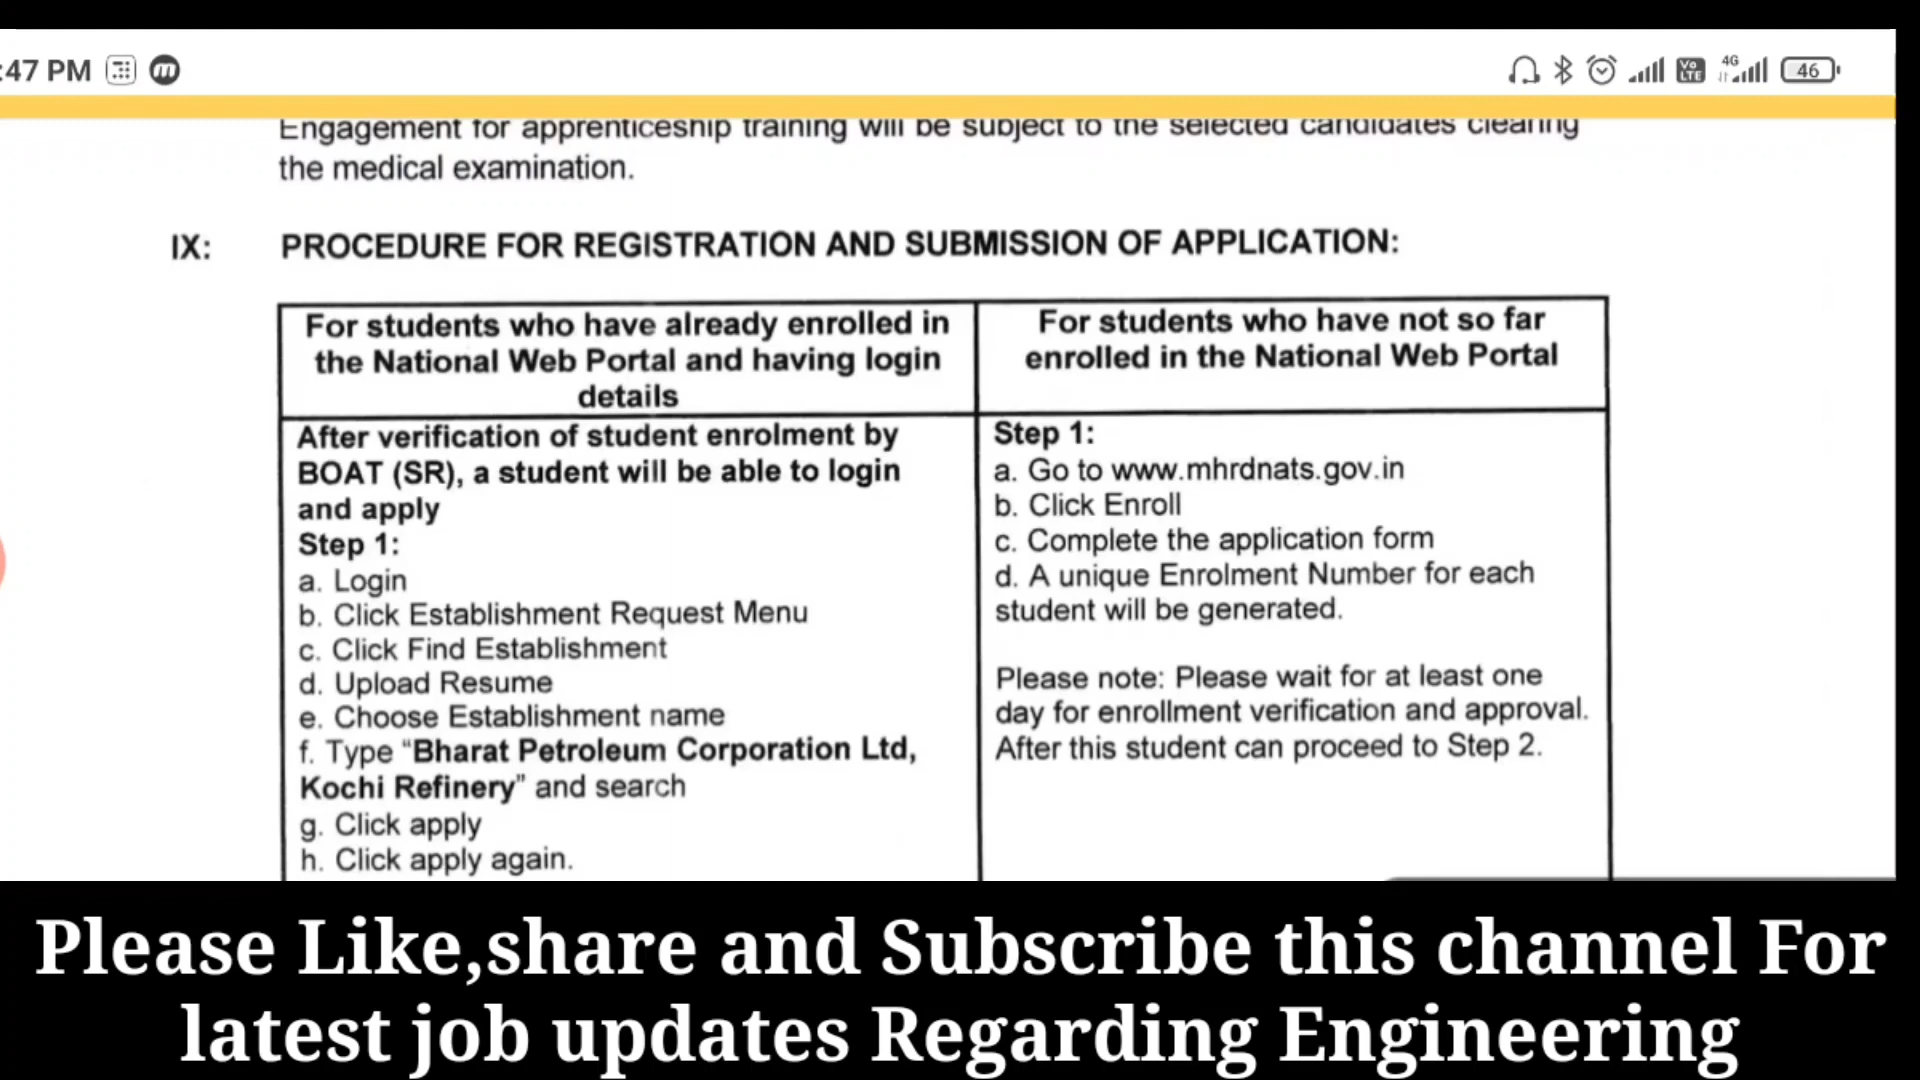 :47 PM
4G
Vo
LTE
46
Engagement for apprenticeship training will be subject to the selected candidates clearing
the medical examination.
IX: PROCEDURE FOR REGISTRATION AND SUBMISSION OF APPLICATION:
For students who have already enrolled in
the National Web Portal and having login
details
After verification of student enrolment by
BOAT (SR), a student will be able to login
and apply
Step 1:
a. Login
b. Click Establishment Request Menu
c. Click Find Establishment
d. Upload Resume
e. Choose Establishment name
f. Type “Bharat Petroleum Corporation Ltd,
Kochi Refinery” and search
g. Click apply
h. Click apply again.
For students who have not so far
enrolled in the National Web Portal
Step 1:
a. Go to www.mhrdnats.gov.in
b. Click Enroll
c. Complete the application form
d. A unique Enrolment Number for each
student will be generated.
Please note: Please wait for at least one
day for enrollment verification and approval.
After this student can proceed to Step 2.
Please Like,share and Subscribe this channel For
latest job updates Regarding Engineering